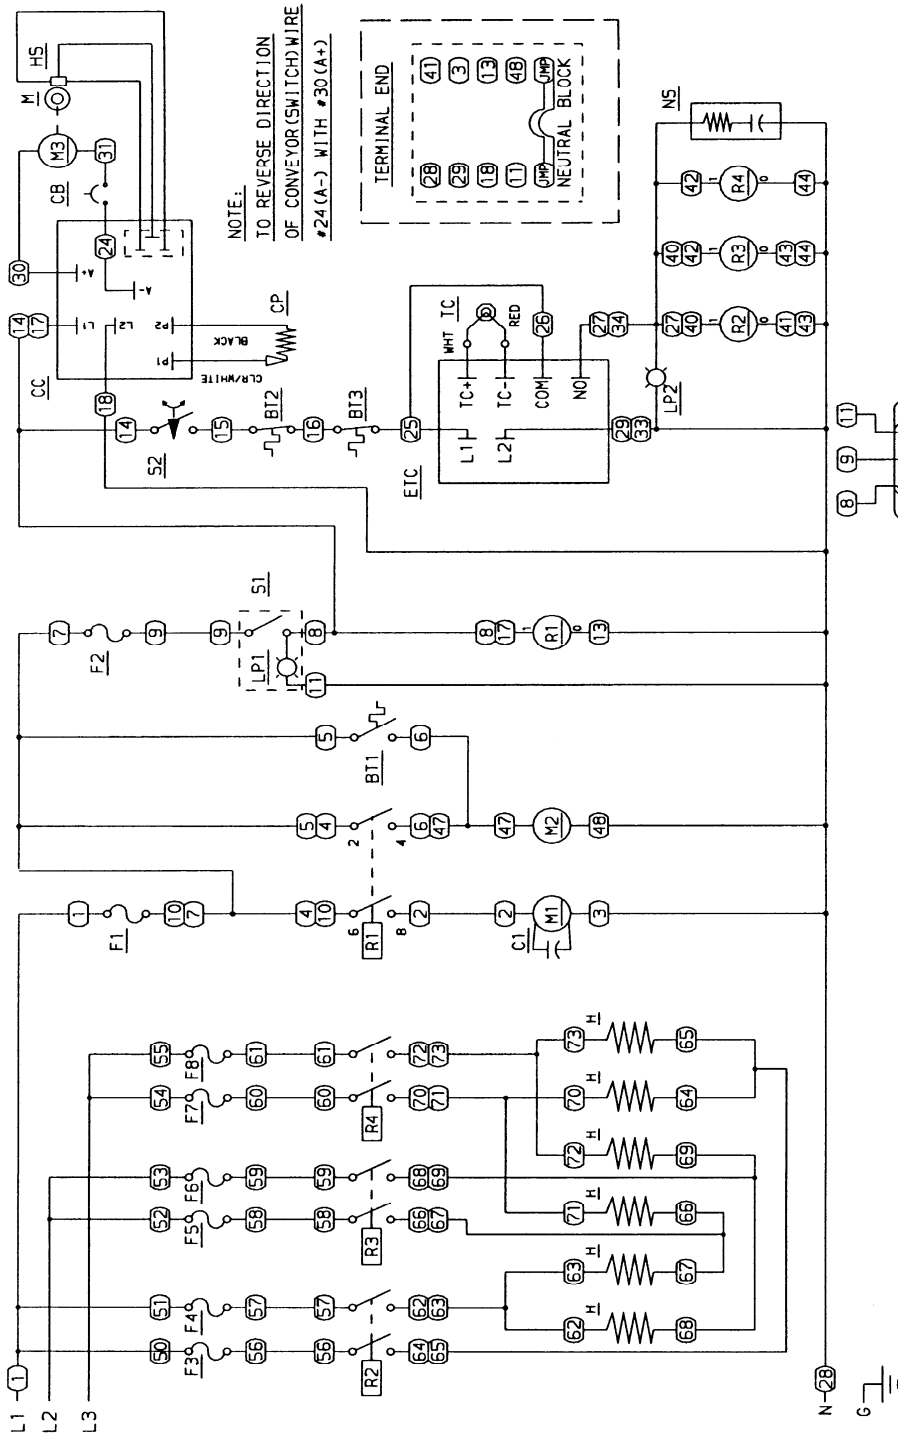 L1
1
L2
L3
50
51
52
53
54
55
F3
F4
F5
F6
F7
F8
56
57
58
59
60
61
56
57
58
59
60
61
R2
R3
R4
64
65
62
63
66
67
68
69
70
71
72
73
62
63
71
72
70
73
H
H
H
H
H
H
68
67
66
69
64
65
N
28
G
1
F1
10
7
4
10
6
R1
8
2
2
C1
M1
3
5
4
2
4
6
47
47
M2
48
5
BT1
6
7
F2
9
9
S1
LP1
8
11
8
17
1
R1
0
13
14
17
CC
L1
L2
A+
A-
P1
P2
18
30
24
CB
31
M3
M
HS
CLR/WHITE
BLACK
CP
14
S2
15
BT2
16
BT3
25
ETC
L1
L2
TC+
TC-
COM
NO
WHT
TC
RED
26
27
34
29
33
LP2
27
40
1
R2
0
41
43
40
42
1
R3
0
43
44
42
1
R4
0
44
NS
8
9
11
NOTE:
TO REVERSE DIRECTION
OF CONVEYOR(SWITCH)WIRE
#24(A-) WITH #30(A+)
TERMINAL END
28
41
29
3
18
13
11
48
JMP
JMP
NEUTRAL BLOCK